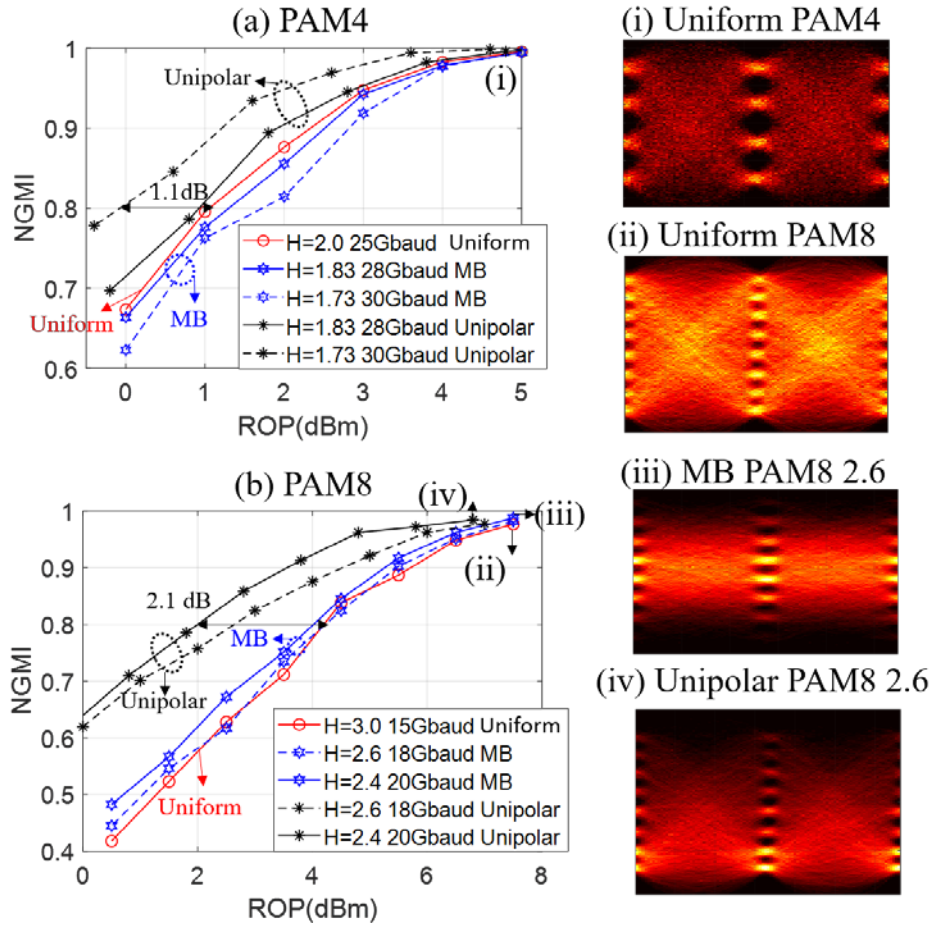 (a) PAM4
NGMI
1
0.9
0.8
0.7
0.6
Unipolar
(i)
1.1dB
Uniform
MB
H=2.0 25Gbaud Uniform
H=1.83 28Gbaud MB
H=1.73 30Gbaud MB
H=1.83 28Gbaud Unipolar
H=1.73 30Gbaud Unipolar
0 1 2 3 4 5
ROP(dBm)
(b) PAM8
NGMI
1
0.9
0.8
0.7
0.6
0.5
0.4
(iv)
(iii)
(ii)
2.1 dB
MB
Unipolar
Uniform
H=3.0 15Gbaud Uniform
H=2.6 18Gbaud MB
H=2.4 20Gbaud MB
H=2.6 18Gbaud Unipolar
H=2.4 20Gbaud Unipolar
0 2 4 6 8
ROP(dBm)
(i) Uniform PAM4
(ii) Uniform PAM8
(iii) MB PAM8 2.6
(iv) Unipolar PAM8 2.6